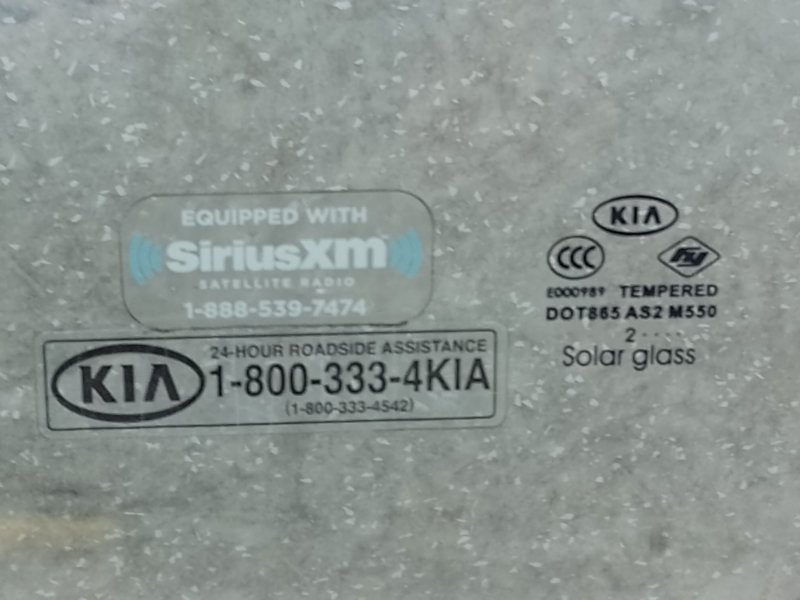 EQUIPPED WITH
SiriusXm
SATELLITE RADIO
1-888-539-7474
KIA
24-HOUR ROADSIDE ASSISTANCE
1-800-333-4KIA
(1-800-333-4542)
KIA
CCC
E000989 TEMPERED
DOT865 AS2 M550
2 ····
Solar glass